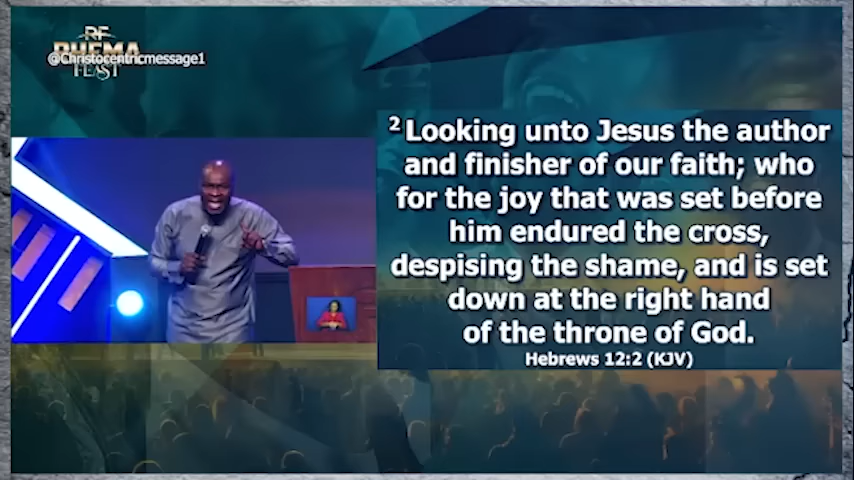 RF
RHEMA
@Christocentricmessage1
FEAST
2 Looking unto Jesus the author
and finisher of our faith; who
for the joy that was set before
him endured the cross,
despising the shame, and is set
down at the right hand
of the throne of God.
Hebrews 12:2 (KJV)